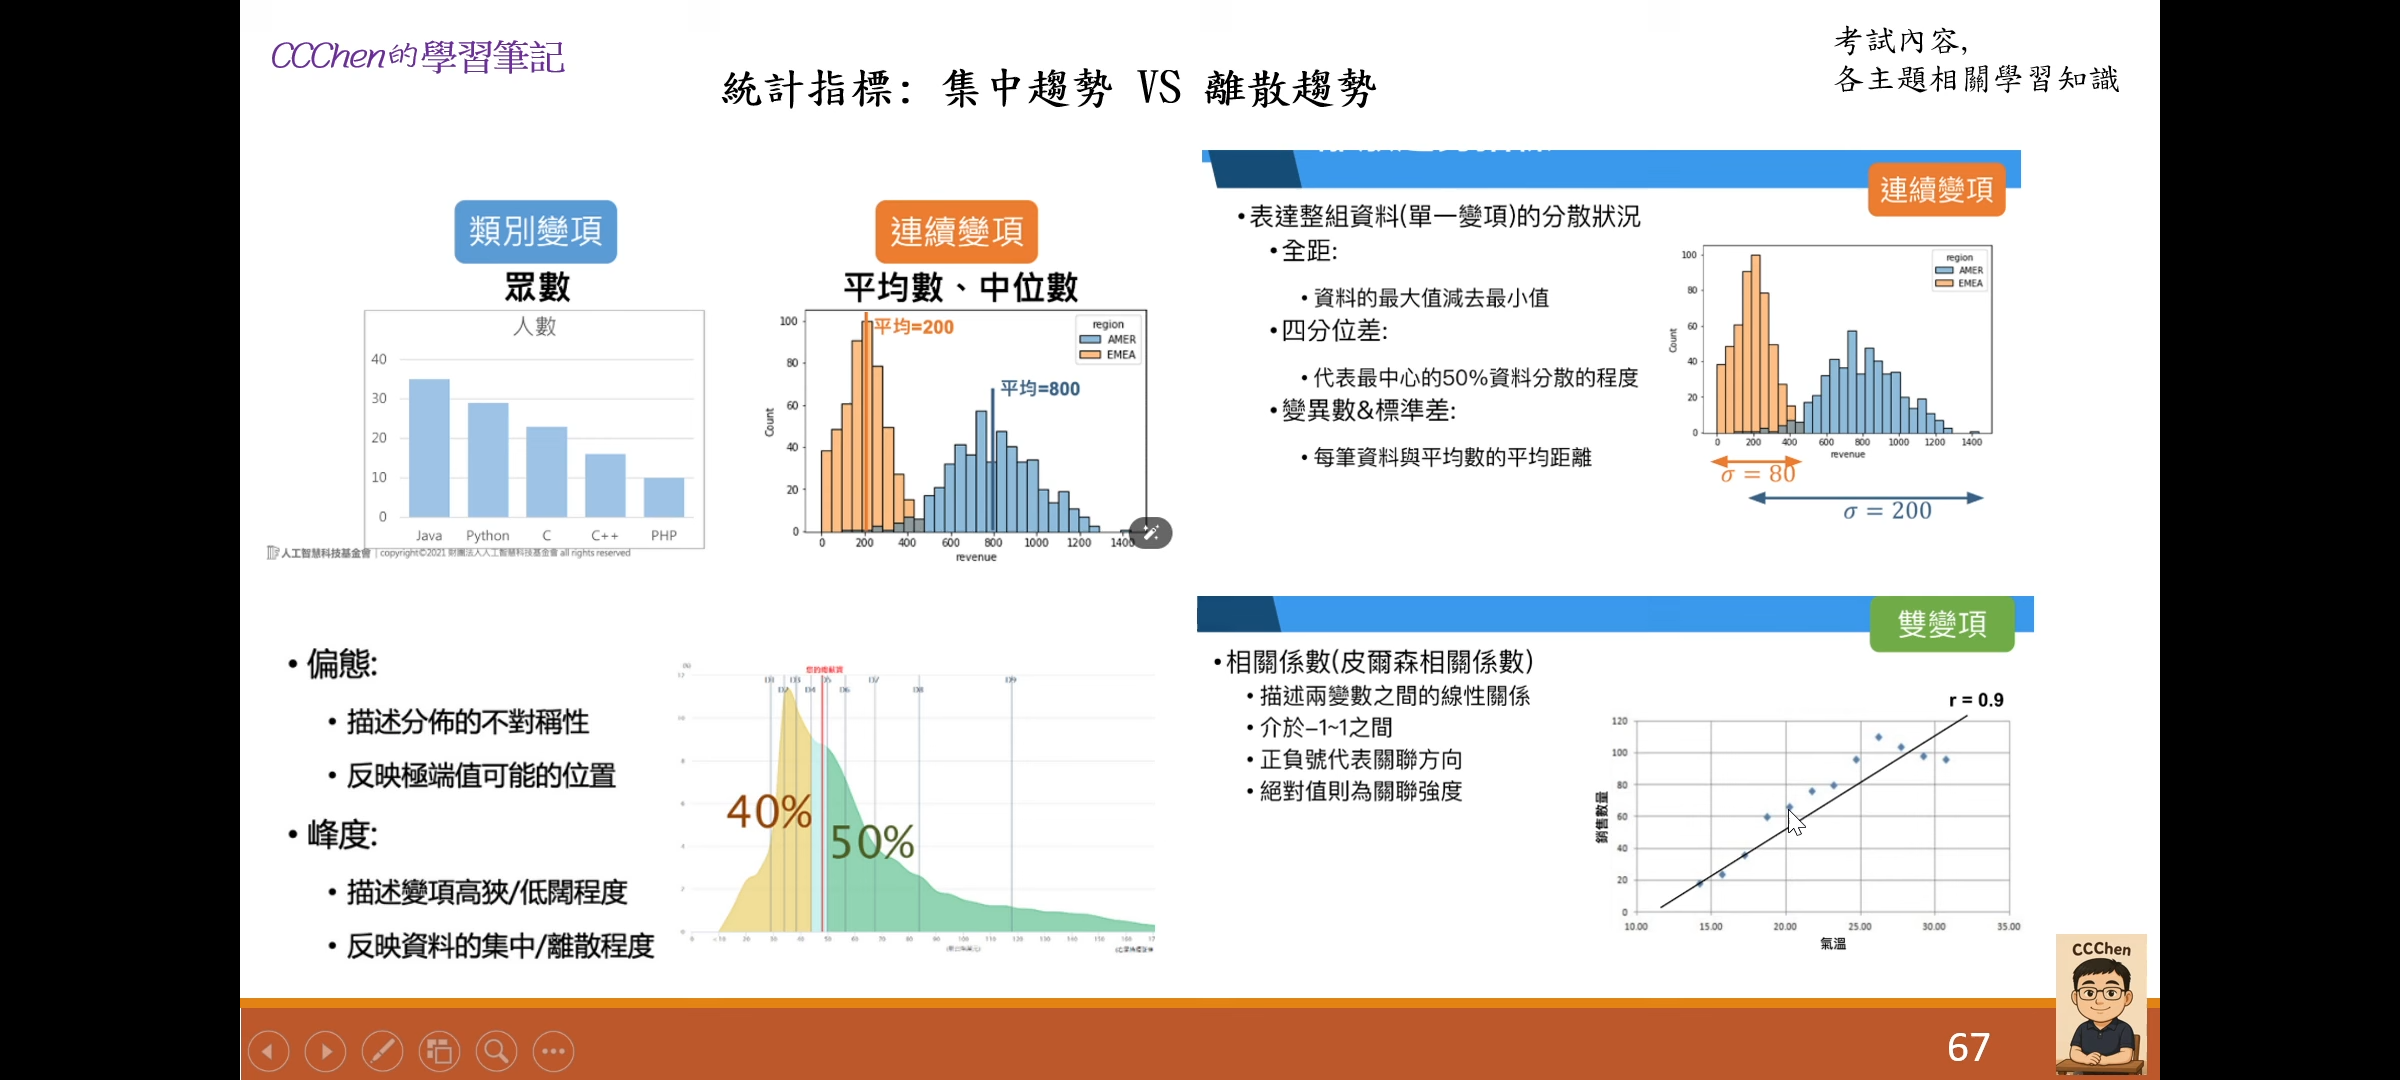 CCChen的學習筆記
統計指標: 集中趨勢 VS 離散趨勢
考試內容,
各主題相關學習知識
類別變項
眾數
人數
40
30
20
10
0
Java Python C C++ PHP
人工智慧科技基金會 | copyright©2021 財團法人人工智慧科技基金會 all rights reserved
連續變項
平均數、中位數
平均=200
平均=800
region
AMER
EMEA
Count
100
80
60
40
20
0
0 200 400 600 800 1000 1200 1400
revenue
連續變項
•表達整組資料(單一變項)的分散狀況
•全距:
•資料的最大值減去最小值
•四分位差:
•代表最中心的50%資料分散的程度
•變異數&標準差:
•每筆資料與平均數的平均距離
region
AMER
EMEA
Count
100
80
60
40
20
0
0 200 400 600 800 1000 1200 1400
revenue
σ = 80
σ = 200
• 偏態:
• 描述分佈的不對稱性
• 反映極端值可能的位置
• 峰度:
• 描述變項高狹/低闊程度
• 反映資料的集中/離散程度
40%
50%
雙變項
•相關係數(皮爾森相關係數)
•描述兩變數之間的線性關係
•介於–1~1之間
•正負號代表關聯方向
•絕對值則為關聯強度
r = 0.9
銷售數量
120
100
80
60
40
20
0
10.00 15.00 20.00 25.00 30.00 35.00
氣溫
CCChen
67